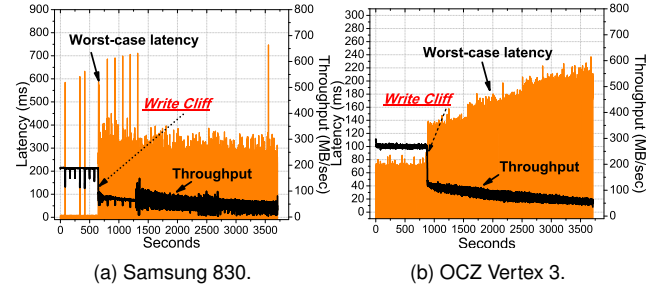 900
800
700
600
500
400
300
200
100
0
Latency (ms)
Worst-case latency
Write Cliff
Throughput
800
700
600
500
400
300
200
100
0
Throughput (MB/sec)
0 500 1000 1500 2000 2500 3000 3500
Seconds
(a) Samsung 830.
300
280
260
240
220
200
180
160
140
120
100
80
60
40
20
0
Latency (ms)
Worst-case latency
Write Cliff
Throughput
800
700
600
500
400
300
200
100
0
Throughput (MB/sec)
0 500 1000 1500 2000 2500 3000 3500
Seconds
(b) OCZ Vertex 3.